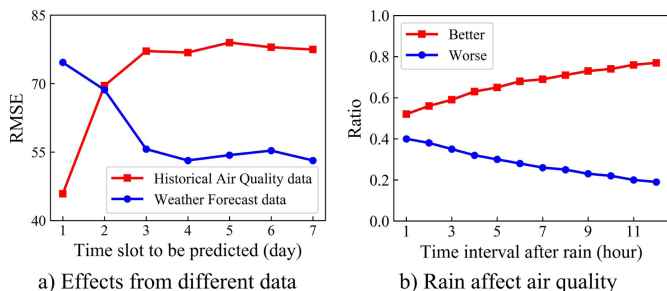 85
70
55
40
RMSE
Historical Air Quality data
Weather Forecast data
1 2 3 4 5 6 7
Time slot to be predicted (day)
a) Effects from different data
1.0
0.8
0.6
0.4
0.2
0.0
Ratio
Better
Worse
1 3 5 7 9 11
Time interval after rain (hour)
b) Rain affect air quality